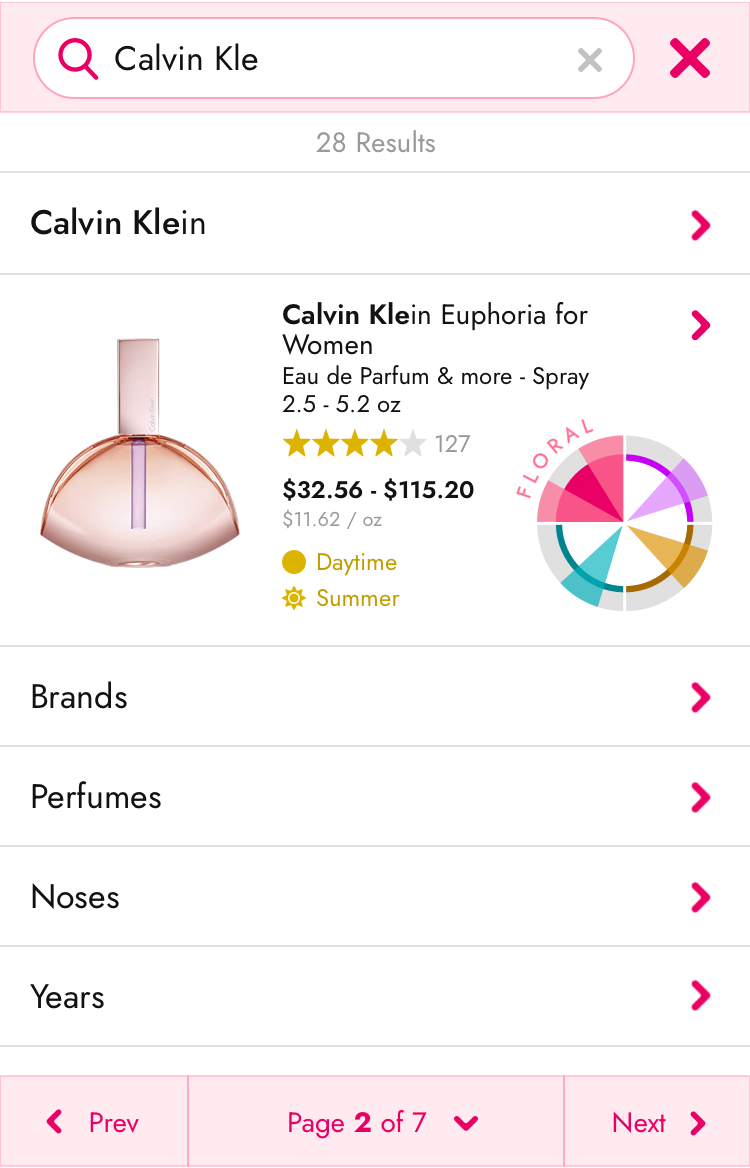 Calvin Kle
28 Results
Calvin Klein
Calvin Klein Euphoria for
Women
Eau de Parfum & more - Spray
2.5 - 5.2 oz
127
$32.56 - $115.20
$11.62 / oz
Daytime
Summer
FLORAL
Calvin Klein
Brands
Perfumes
Noses
Years
Prev
Page 2 of 7
Next